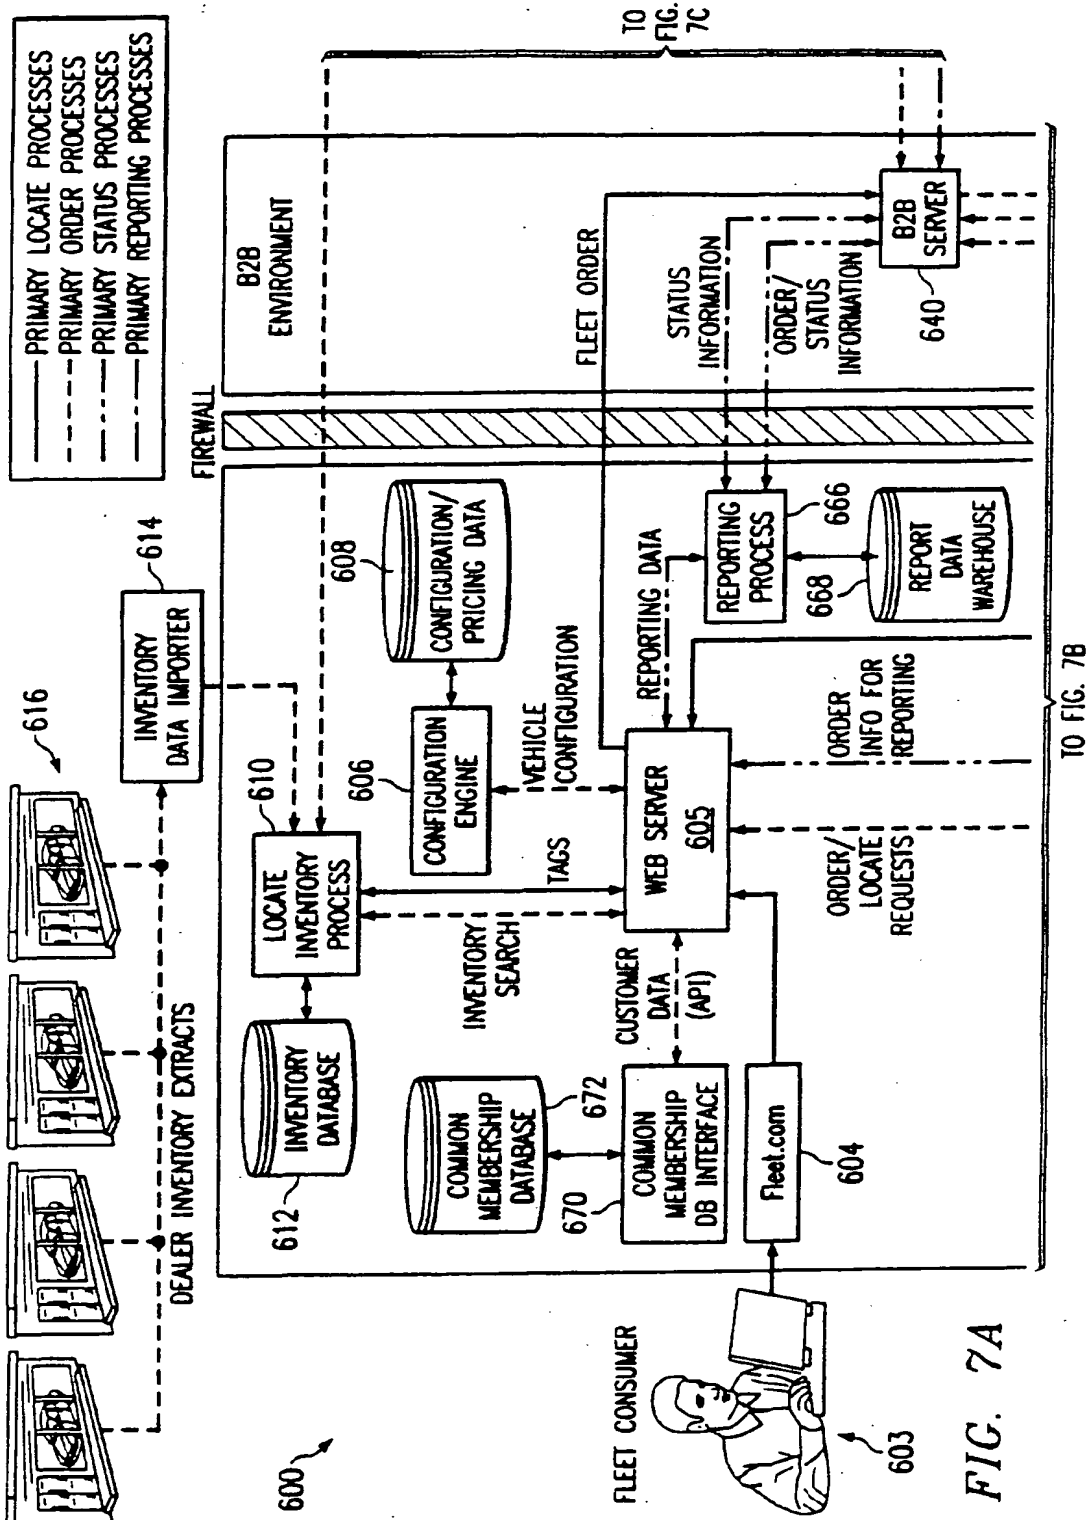 616
614
INVENTORY
DATA IMPORTER
DEALER INVENTORY EXTRACTS
PRIMARY LOCATE PROCESSES
PRIMARY ORDER PROCESSES
PRIMARY STATUS PROCESSES
PRIMARY REPORTING PROCESSES
600
FIREWALL
B2B
ENVIRONMENT
612
INVENTORY
DATABASE
610
LOCATE
INVENTORY
PROCESS
608
CONFIGURATION/
PRICING DATA
606
CONFIGURATION
ENGINE
INVENTORY
SEARCH
TAGS
VEHICLE
CONFIGURATION
COMMON
MEMBERSHIP
DATABASE
672
670
COMMON
MEMBERSHIP
DB INTERFACE
CUSTOMER
DATA
(API)
WEB SERVER
605
REPORTING DATA
FLEET ORDER
STATUS
INFORMATION
ORDER/
STATUS
INFORMATION
REPORTING
PROCESS
666
668
REPORT
DATA
WAREHOUSE
B2B
SERVER
640
FLEET CONSUMER
603
Fleet.com
604
ORDER/
LOCATE
REQUESTS
ORDER
INFO FOR
REPORTING
TO
FIG.
7C
TO FIG. 7B
FIG. 7A